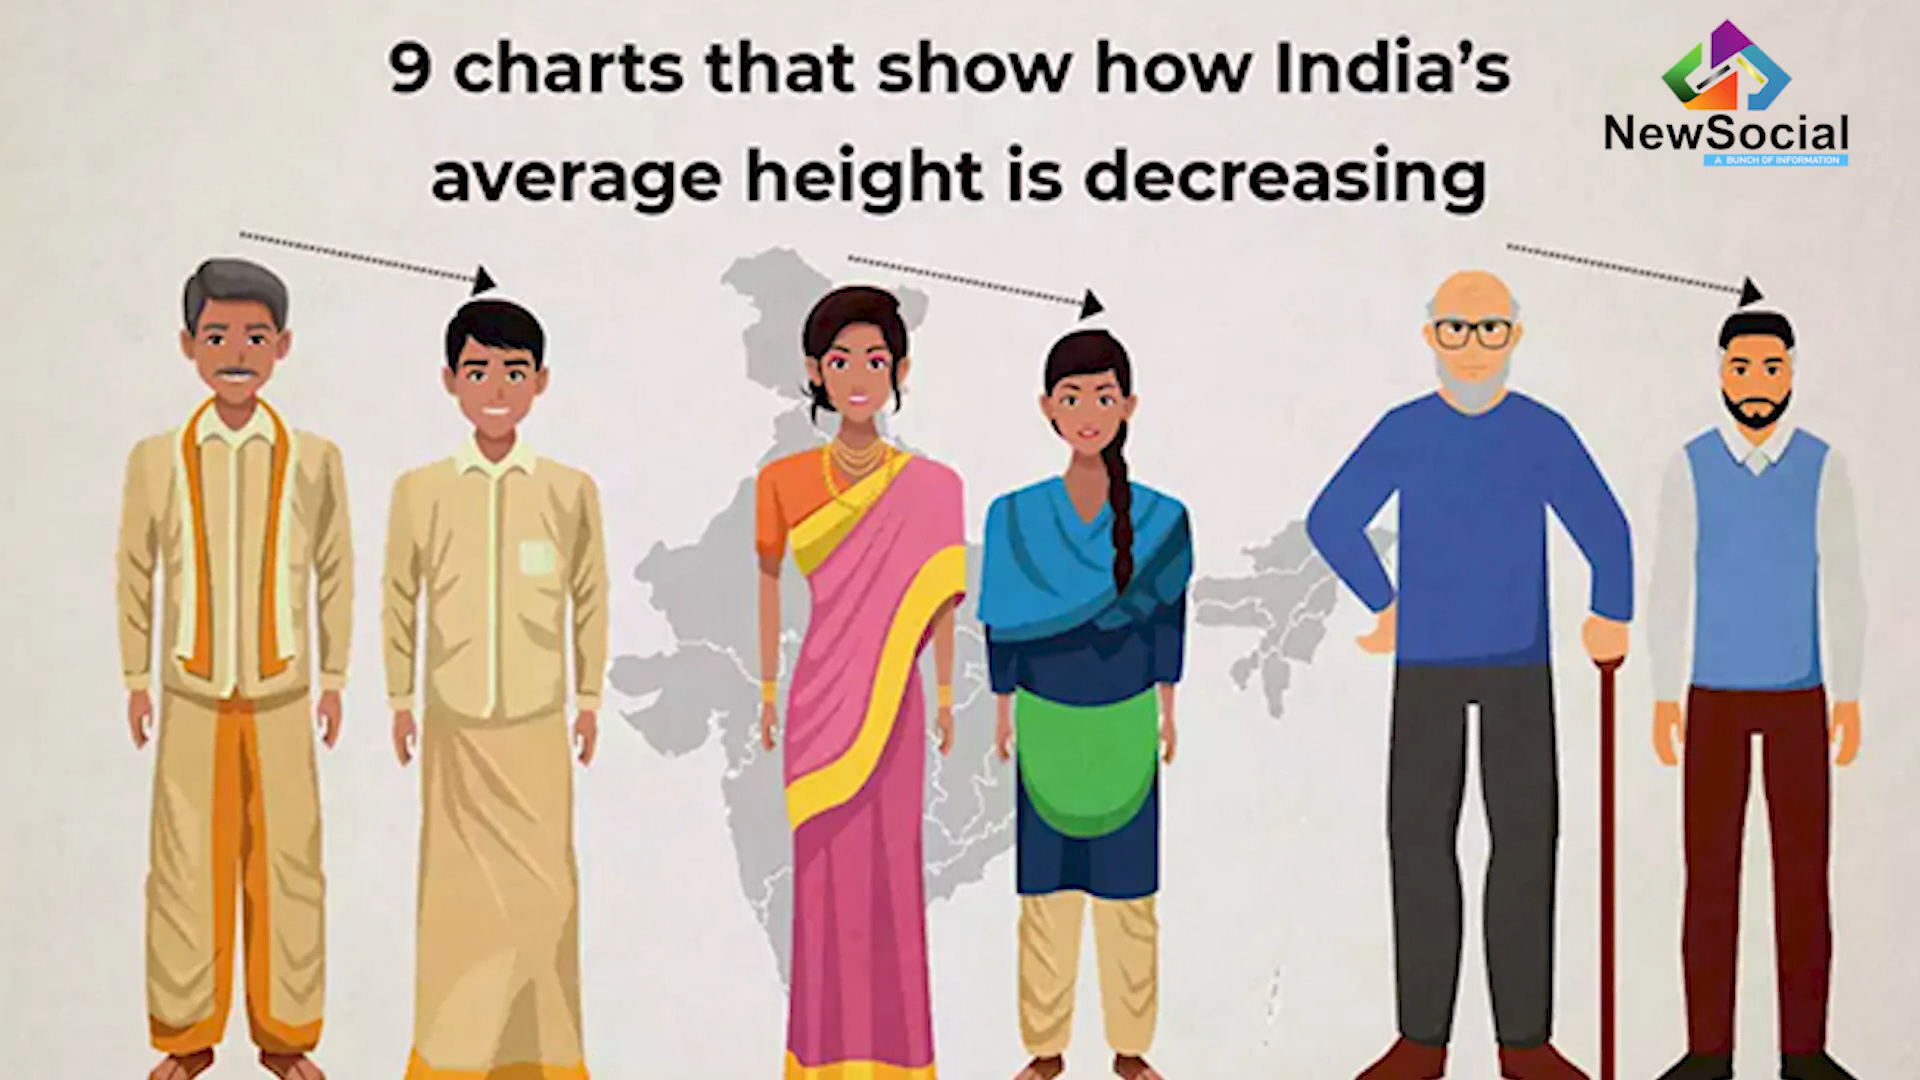 9 charts that show how India’s
average height is decreasing
NewSocial
A BUNCH OF INFORMATION